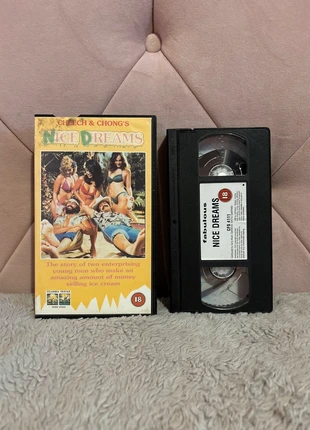 CHEECH & CHONG'S
NICE DREAMS
The story of two enterprising
young men who make an
amazing amount of money
selling ice cream
18
fabulous
NICE DREAMS
18